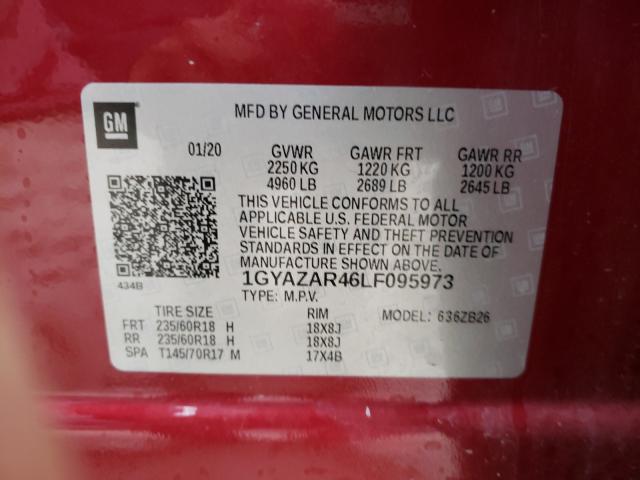 GM
MFD BY GENERAL MOTORS LLC
01/20 GVWR GAWR FRT GAWR RR
2250 KG 1220 KG 1200 KG
4960 LB 2689 LB 2645 LB
THIS VEHICLE CONFORMS TO ALL
APPLICABLE U.S. FEDERAL MOTOR
VEHICLE SAFETY AND THEFT PREVENTION
STANDARDS IN EFFECT ON THE DATE OF
MANUFACTURE SHOWN ABOVE.
434B
1GYAZAR46LF095973
TYPE: M.P.V.
TIRE SIZE RIM MODEL: 636ZB26
FRT 235/60R18 H 18X8J
RR 235/60R18 H 18X8J
SPA T145/70R17 M 17X4B